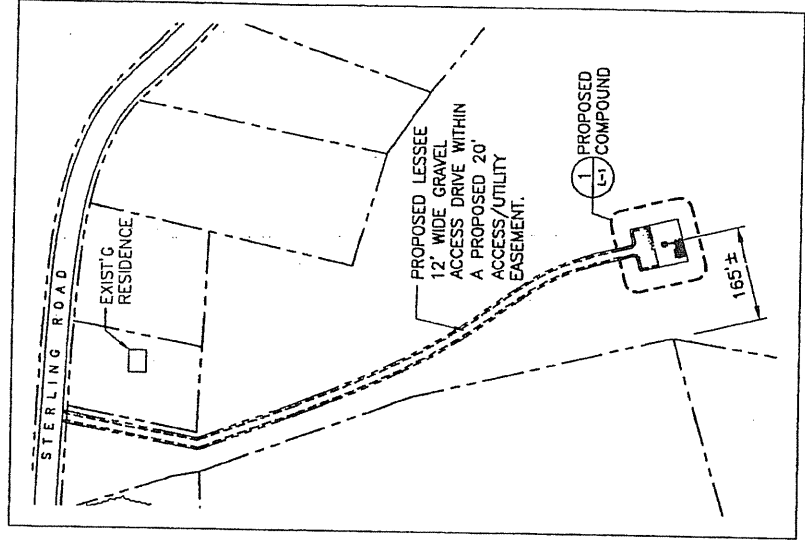 STERLING ROAD
EXIST'G
RESIDENCE
PROPOSED LESSEE
12' WIDE GRAVEL
ACCESS DRIVE WITHIN
A PROPOSED 20'
ACCESS/UTILITY
EASEMENT.
1
L-1
PROPOSED
COMPOUND
165'±